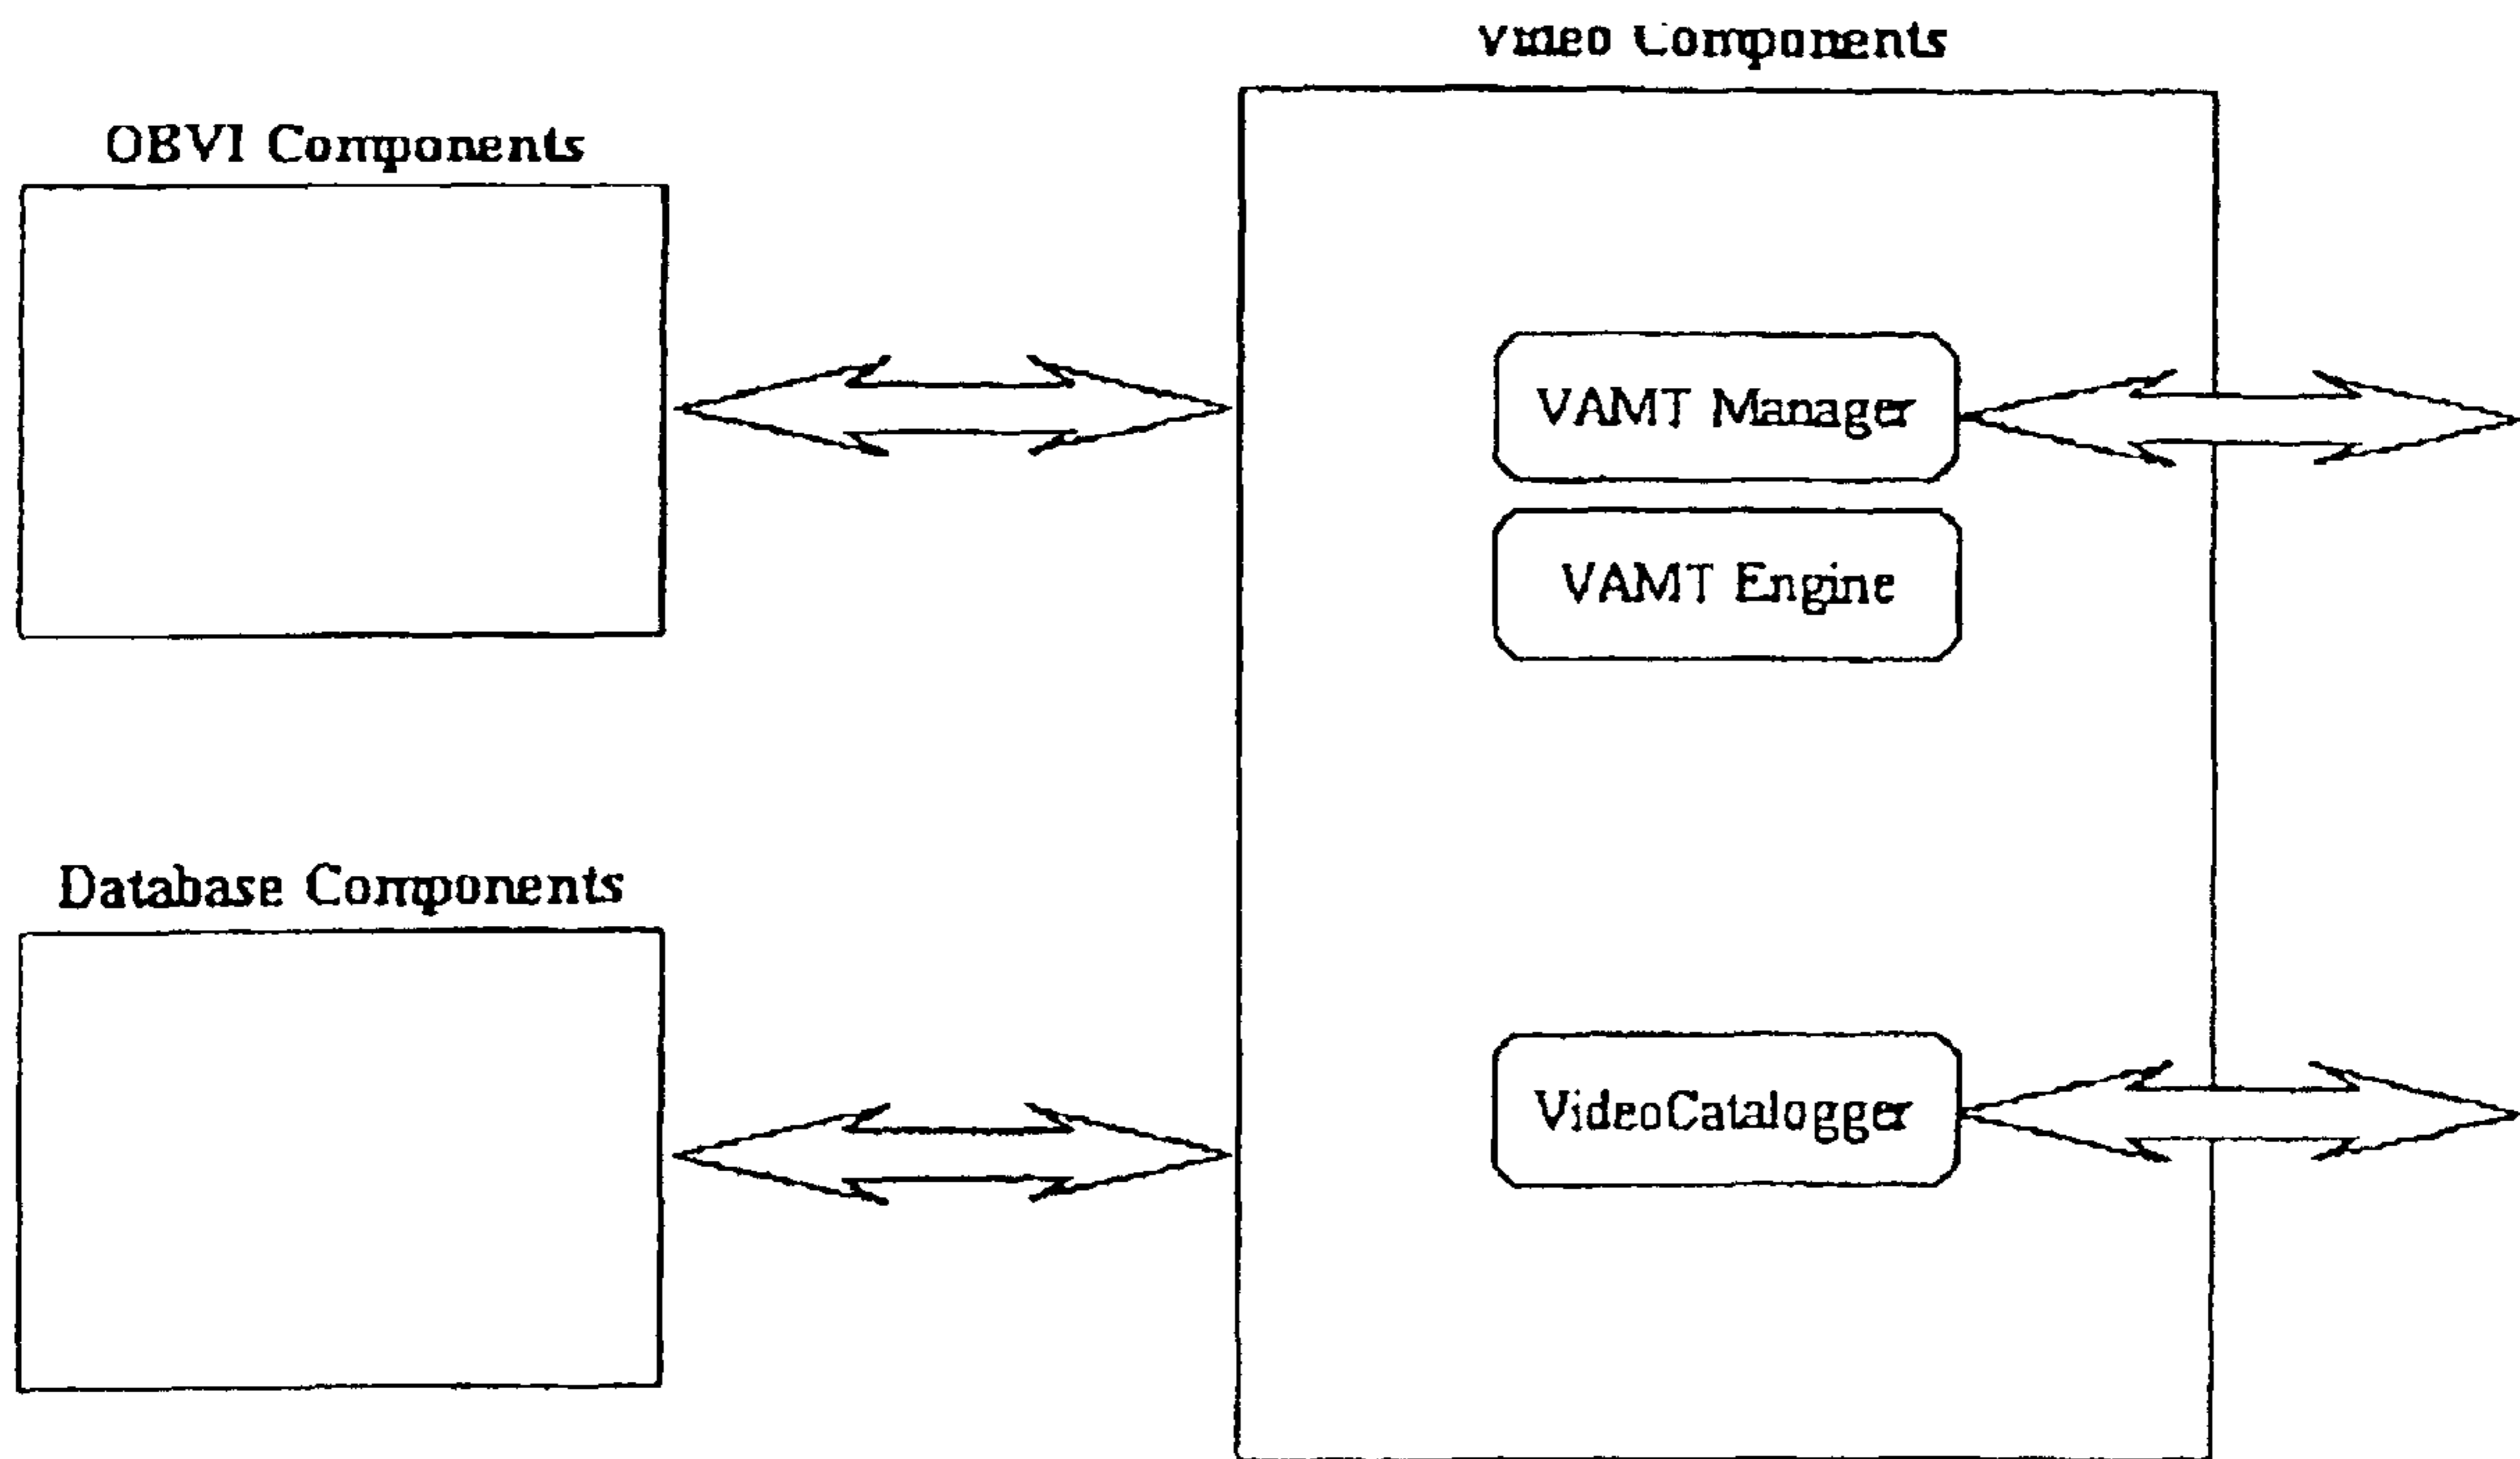 Video Components
OBVI Components
VAMT Manager
VAMT Engine
Database Components
VideoCatalogger